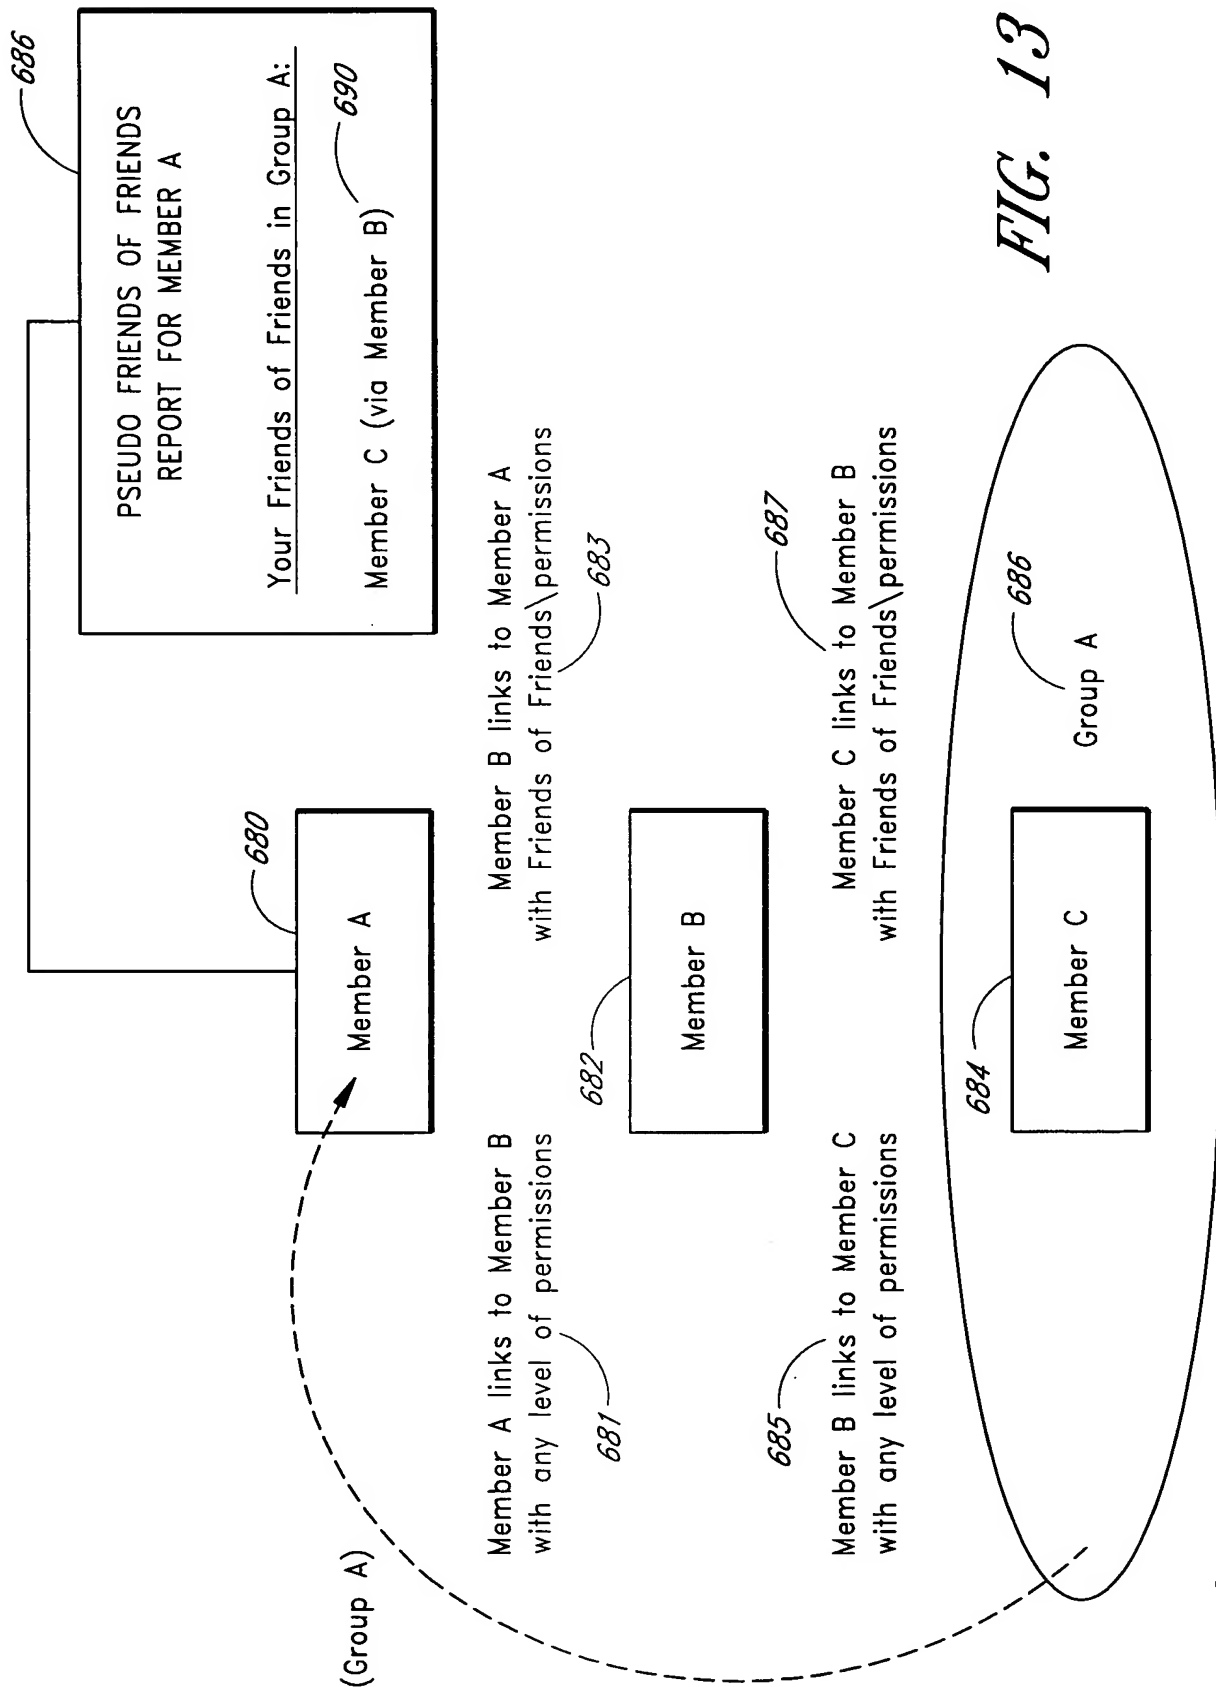 686
PSEUDO FRIENDS OF FRIENDS
REPORT FOR MEMBER A
Your Friends of Friends in Group A:
Member C (via Member B)
690
680
Member A
(Group A)
Member A links to Member B
with any level of permissions
681
Member B links to Member A
with Friends of Friends\permissions
683
682
Member B
685
Member B links to Member C
with any level of permissions
687
Member C links to Member B
with Friends of Friends\permissions
684
Member C
686
Group A
FIG. 13